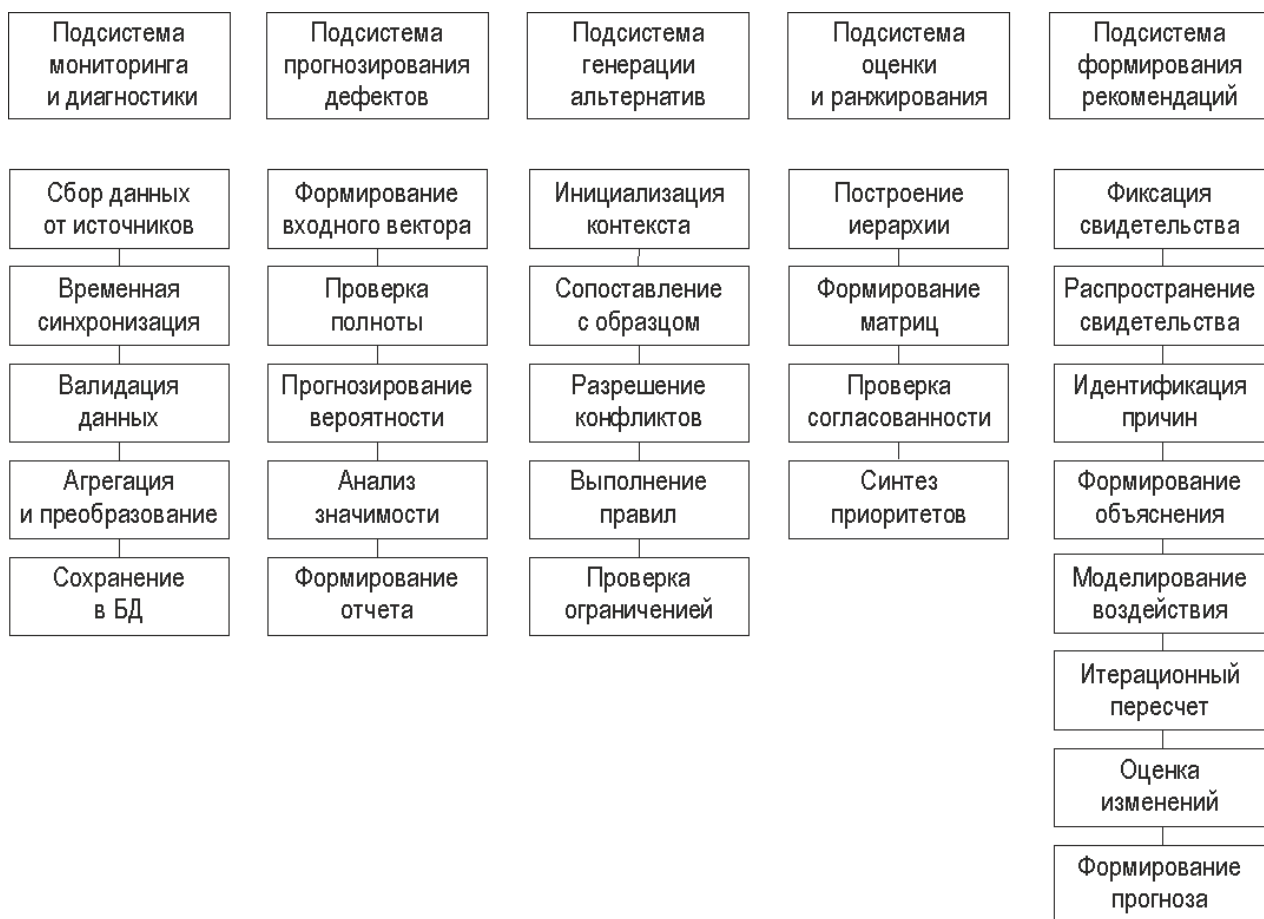 Подсистема
мониторинга
и диагностики
Подсистема
прогнозирования
дефектов
Подсистема
генерации
альтернатив
Подсистема
оценки
и ранжирования
Подсистема
формирования
рекомендаций
Сбор данных
от источников
Временная
синхронизация
Валидация
данных
Агрегация
и преобразование
Сохранение
в БД
Формирование
входного вектора
Проверка
полноты
Прогнозирование
вероятности
Анализ
значимости
Формирование
отчета
Инициализация
контекста
Сопоставление
с образцом
Разрешение
конфликтов
Выполнение
правил
Проверка
ограниченией
Построение
иерархии
Формирование
матриц
Проверка
согласованности
Синтез
приоритетов
Фиксация
свидетельства
Распространение
свидетельства
Идентификация
причин
Формирование
объяснения
Моделирование
воздействия
Итерационный
пересчет
Оценка
изменений
Формирование
прогноза